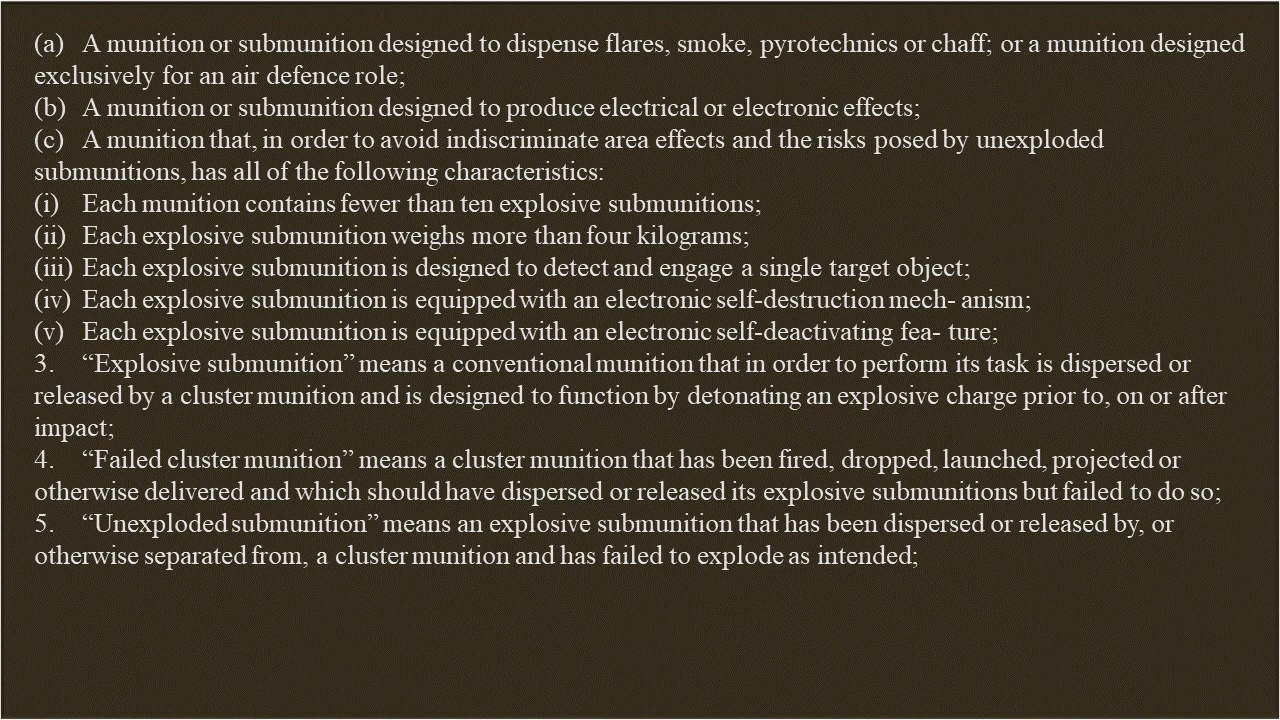 (a) A munition or submunition designed to dispense flares, smoke, pyrotechnics or chaff; or a munition designed
exclusively for an air defence role;
(b) A munition or submunition designed to produce electrical or electronic effects;
(c) A munition that, in order to avoid indiscriminate area effects and the risks posed by unexploded
submunitions, has all of the following characteristics:
(i) Each munition contains fewer than ten explosive submunitions;
(ii) Each explosive submunition weighs more than four kilograms;
(iii) Each explosive submunition is designed to detect and engage a single target object;
(iv) Each explosive submunition is equipped with an electronic self-destruction mech- anism;
(v) Each explosive submunition is equipped with an electronic self-deactivating fea- ture;
3. “Explosive submunition” means a conventional munition that in order to perform its task is dispersed or
released by a cluster munition and is designed to function by detonating an explosive charge prior to, on or after
impact;
4. “Failed cluster munition” means a cluster munition that has been fired, dropped, launched, projected or
otherwise delivered and which should have dispersed or released its explosive submunitions but failed to do so;
5. “Unexploded submunition” means an explosive submunition that has been dispersed or released by, or
otherwise separated from, a cluster munition and has failed to explode as intended;